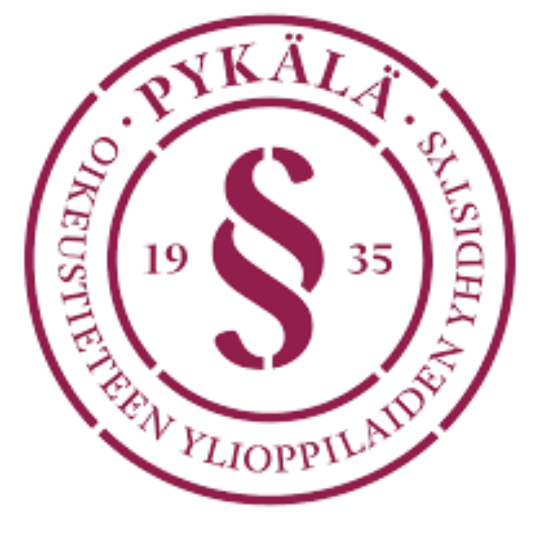 PYKÄLÄ
OIKEUSTIETEEN YLIOPPILAIDEN YHDISTYS
19 § 35